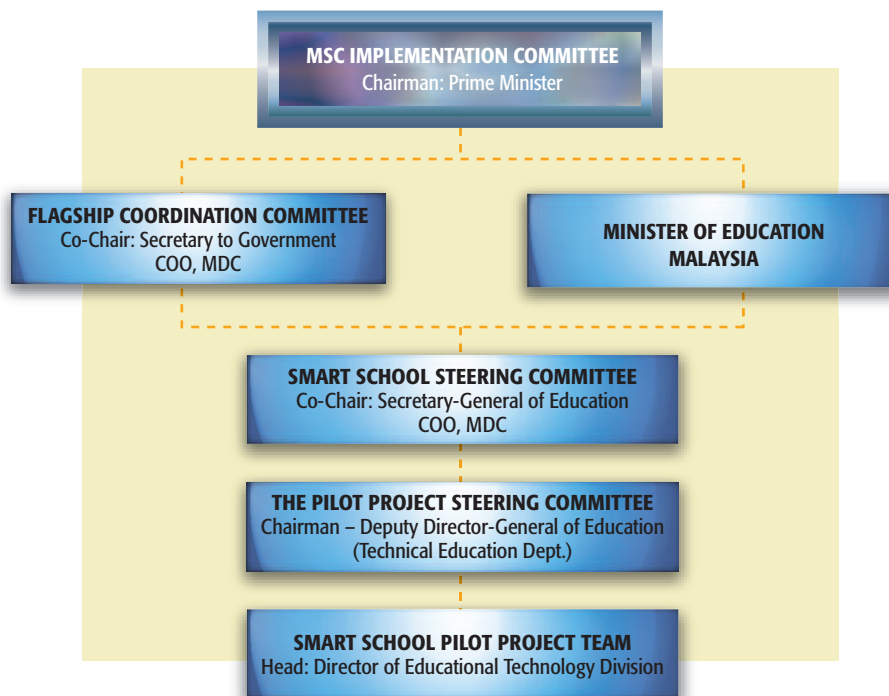 MSC IMPLEMENTATION COMMITTEE
Chairman: Prime Minister
FLAGSHIP COORDINATION COMMITTEE
Co-Chair: Secretary to Government
COO, MDC
MINISTER OF EDUCATION
MALAYSIA
SMART SCHOOL STEERING COMMITTEE
Co-Chair: Secretary-General of Education
COO, MDC
THE PILOT PROJECT STEERING COMMITTEE
Chairman – Deputy Director-General of Education
(Technical Education Dept.)
SMART SCHOOL PILOT PROJECT TEAM
Head: Director of Educational Technology Division